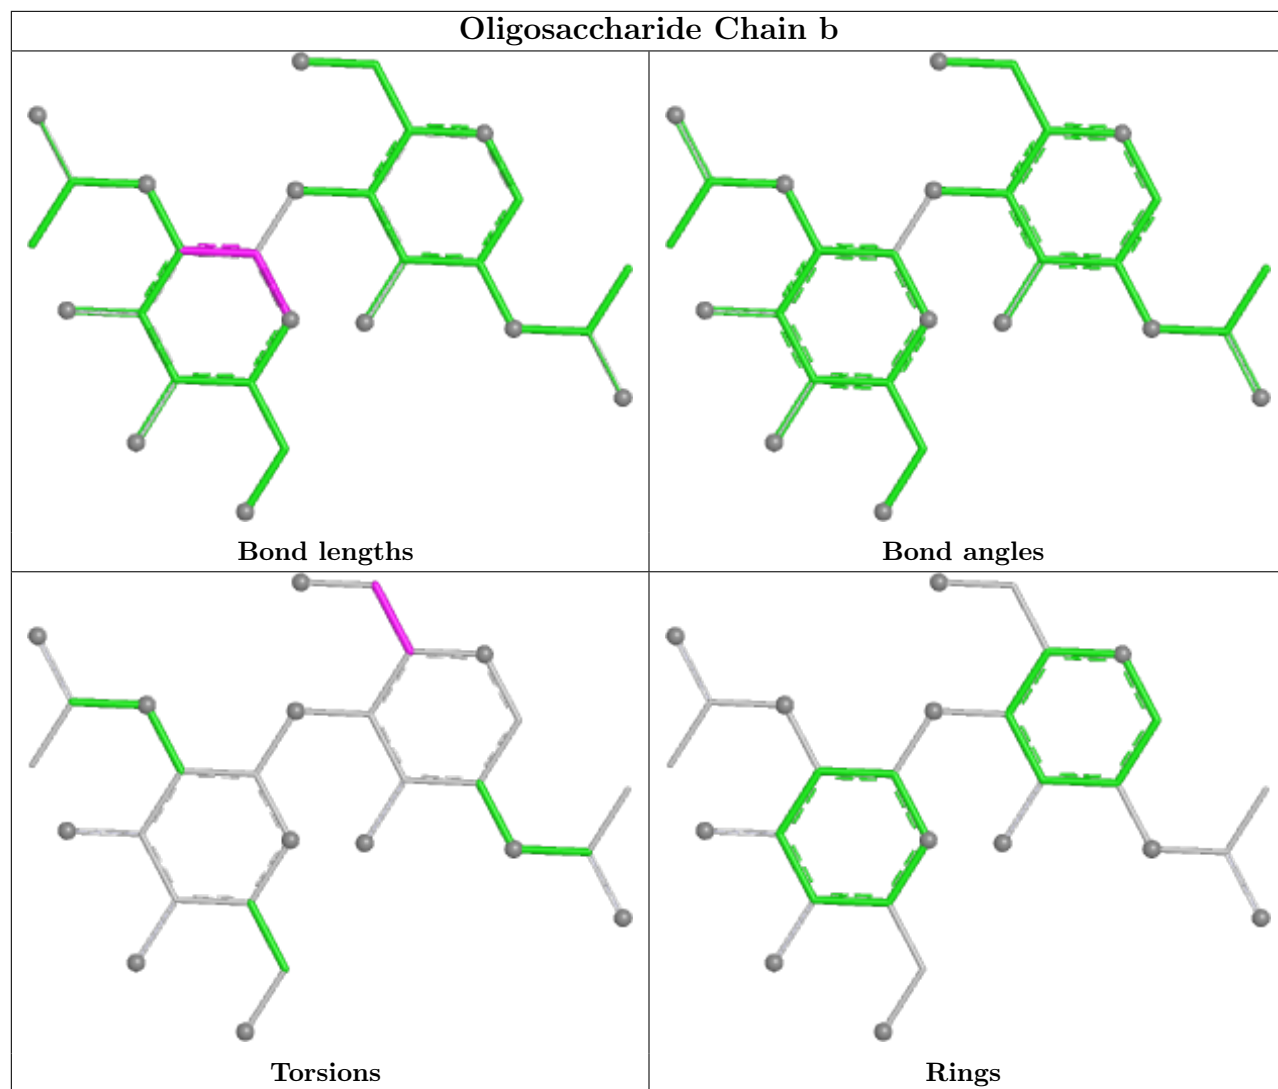 Oligosaccharide Chain b
Bond lengths
Bond angles
Torsions
Rings